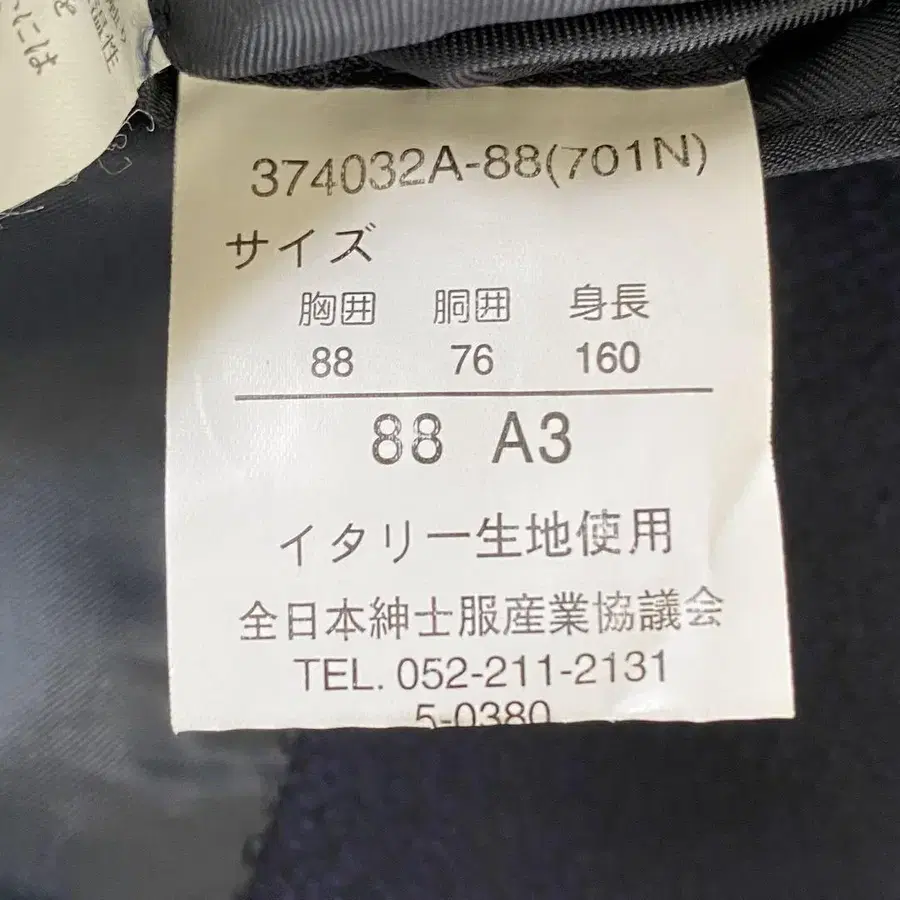 374032A-88(701N)
サイズ
胸囲 胴囲 身長
88 76 160
88 A3
イタリー生地使用
全日本紳士服産業協議会
TEL. 052-211-2131
5-0380
には